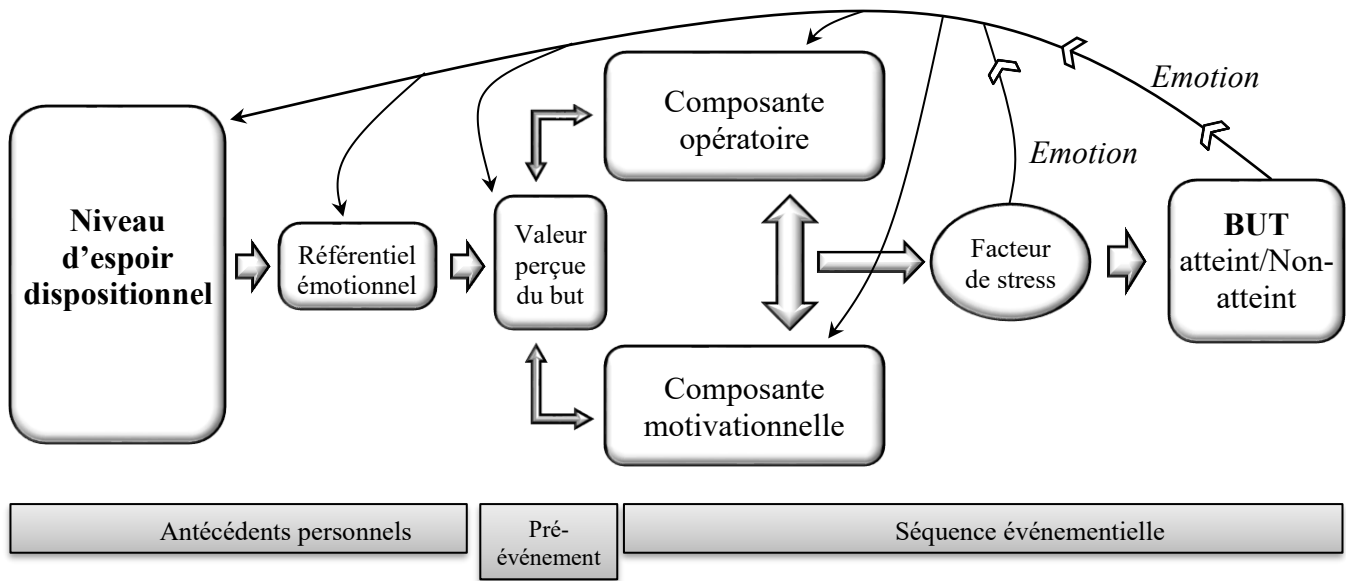 Emotion
Composante
opératoire
Emotion
Niveau
d’espoir
dispositionnel
Référentiel
émotionnel
Valeur
perçue
du but
Facteur
de stress
BUT
atteint/Non-
atteint
Composante
motivationnelle
Antécédents personnels
Pré-
événement
Séquence événementielle